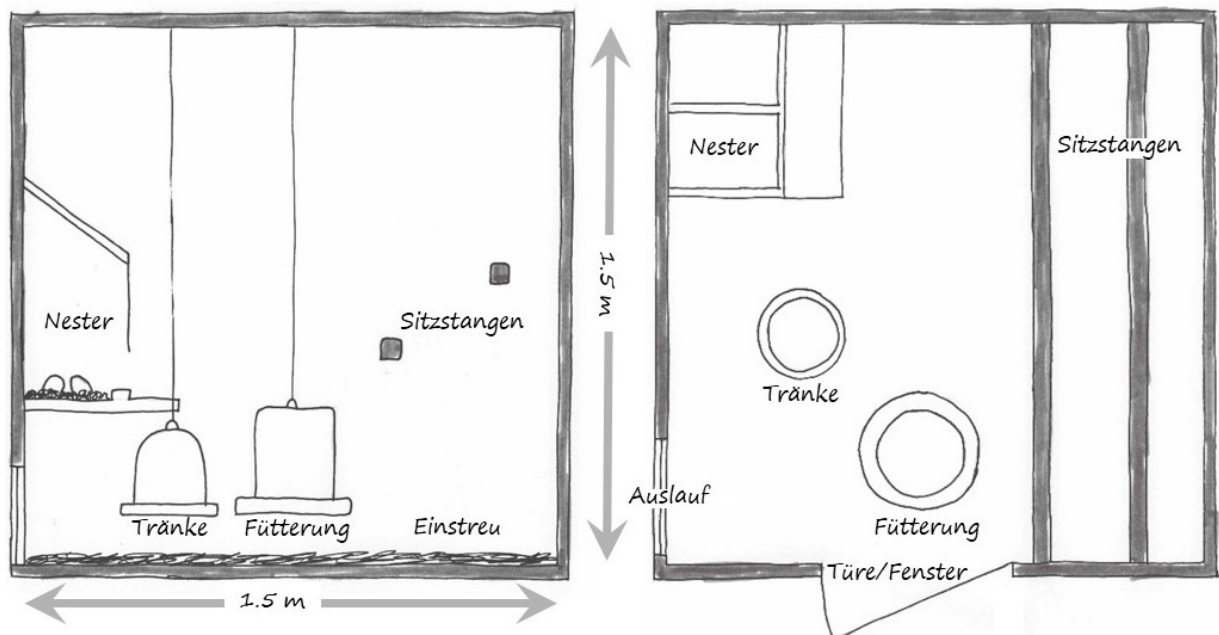 Nester
Sitzstangen
Tränke
Fütterung
Einstreu
1.5 m
1.5 m
Nester
Sitzstangen
Tränke
Auslauf
Fütterung
Türe/Fenster